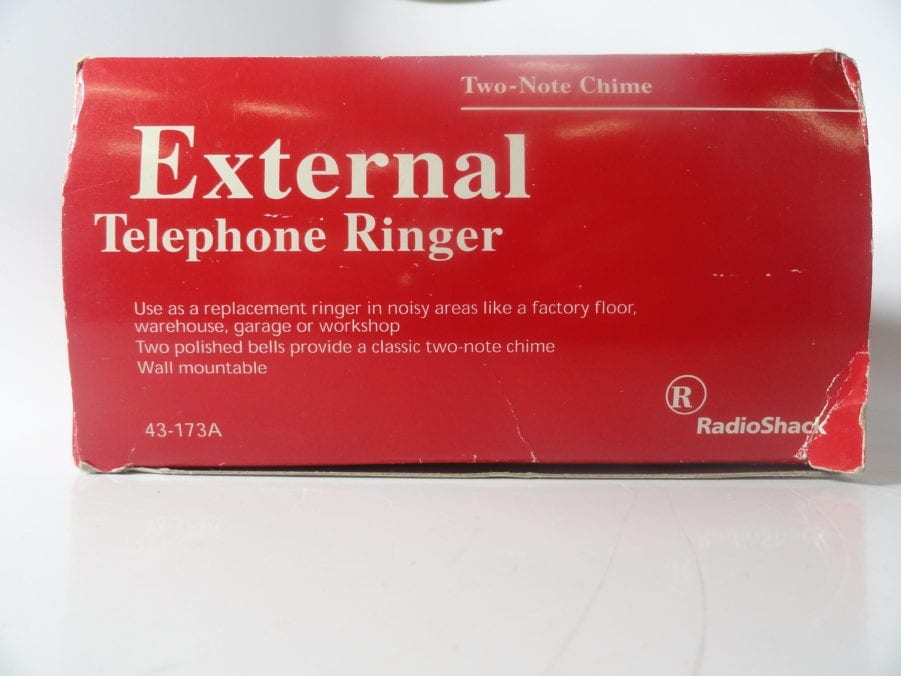 Two-Note Chime
External
Telephone Ringer
Use as a replacement ringer in noisy areas like a factory floor,
warehouse, garage or workshop
Two polished bells provide a classic two-note chime
Wall mountable
R
RadioShack
43-173A